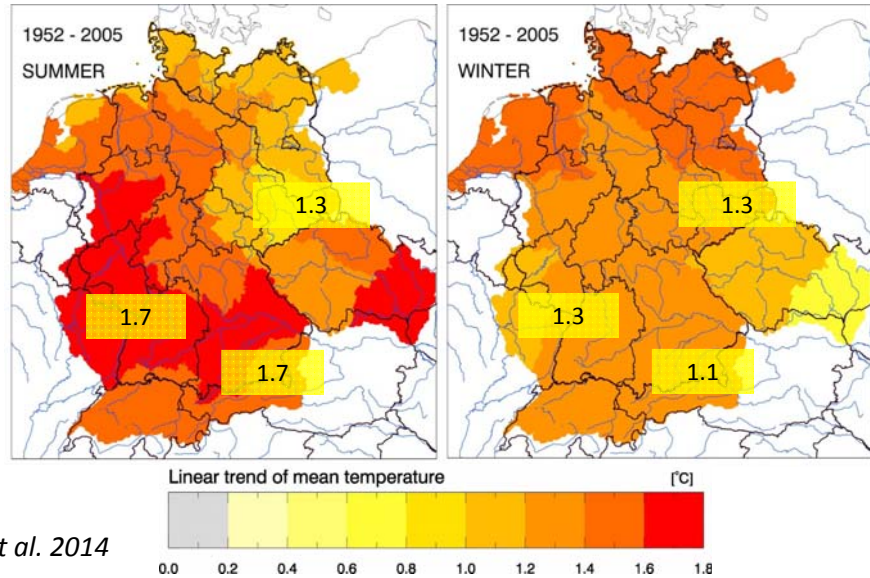 1952 - 2005
SUMMER
1.3
1.7
1.7
1952 - 2005
WINTER
1.3
1.3
1.1
Linear trend of mean temperature [°C]
0.0 0.2 0.4 0.6 0.8 1.0 1.2 1.4 1.6 1.8
t al. 2014